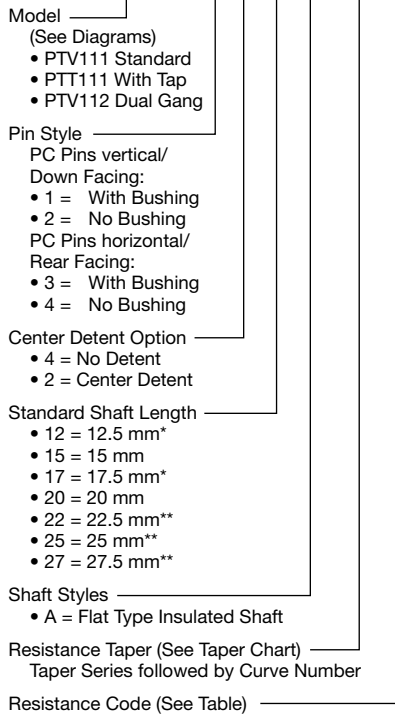 Model
(See Diagrams)
• PTV111 Standard
• PTT111 With Tap
• PTV112 Dual Gang
Pin Style
PC Pins vertical/
Down Facing:
• 1 = With Bushing
• 2 = No Bushing
PC Pins horizontal/
Rear Facing:
• 3 = With Bushing
• 4 = No Bushing
Center Detent Option
• 4 = No Detent
• 2 = Center Detent
Standard Shaft Length
• 12 = 12.5 mm*
• 15 = 15 mm
• 17 = 17.5 mm*
• 20 = 20 mm
• 22 = 22.5 mm**
• 25 = 25 mm**
• 27 = 27.5 mm**
Shaft Styles
• A = Flat Type Insulated Shaft
Resistance Taper (See Taper Chart)
Taper Series followed by Curve Number
Resistance Code (See Table)